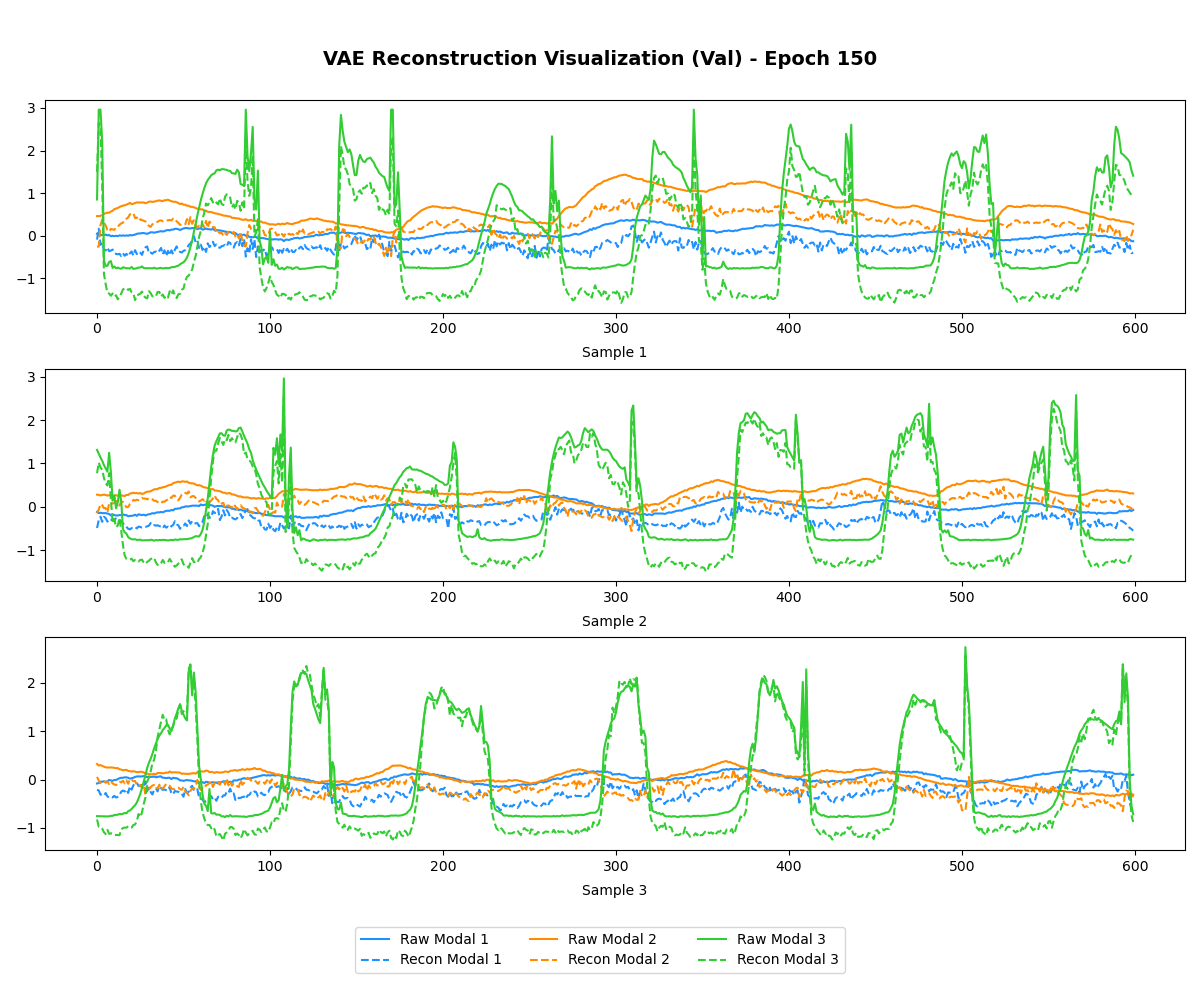 VAE Reconstruction Visualization (Val) - Epoch 150
3
2
1
0
−1
0 100 200 300 400 500 600
Sample 1
3
2
1
0
−1
0 100 200 300 400 500 600
Sample 2
2
1
0
−1
0 100 200 300 400 500 600
Sample 3
Raw Modal 1 Raw Modal 2 Raw Modal 3
Recon Modal 1 Recon Modal 2 Recon Modal 3